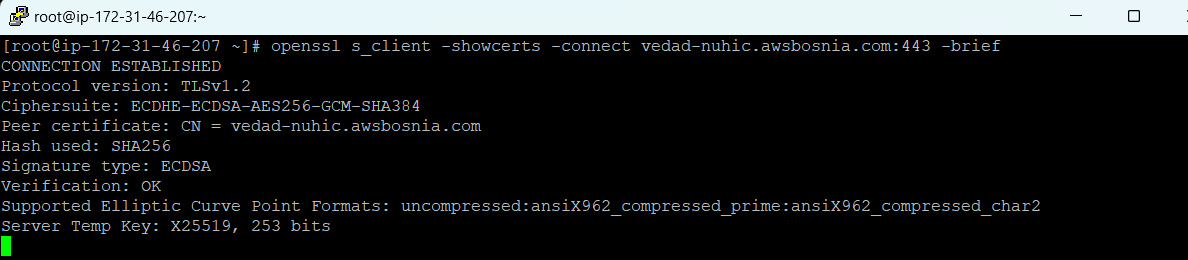 root@ip-172-31-46-207:~
[root@ip-172-31-46-207 ~]# openssl s_client -showcerts -connect vedad-nuhic.awsbosnia.com:443 -brief
CONNECTION ESTABLISHED
Protocol version: TLSv1.2
Ciphersuite: ECDHE-ECDSA-AES256-GCM-SHA384
Peer certificate: CN = vedad-nuhic.awsbosnia.com
Hash used: SHA256
Signature type: ECDSA
Verification: OK
Supported Elliptic Curve Point Formats: uncompressed:ansiX962_compressed_prime:ansiX962_compressed_char2
Server Temp Key: X25519, 253 bits